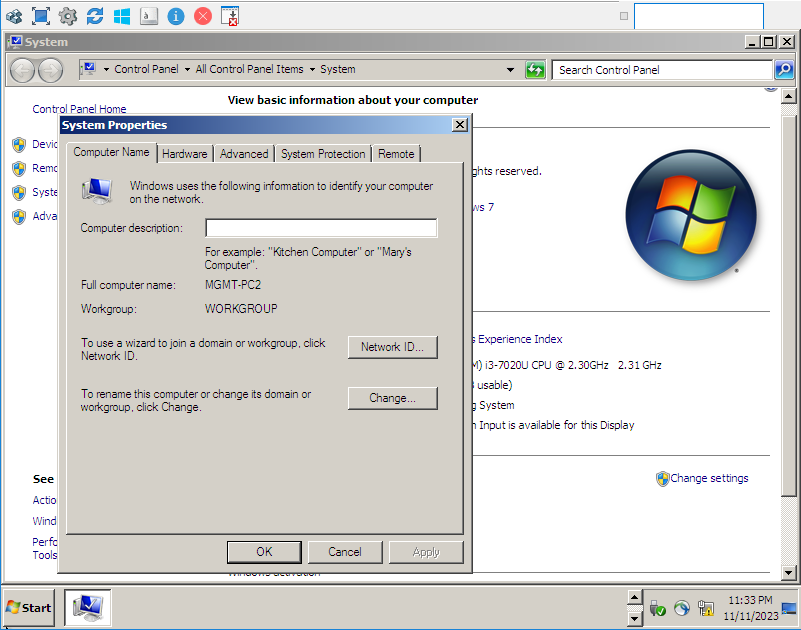 System
Control Panel
All Control Panel Items
System
Search Control Panel
Control Panel Home
View basic information about your computer
System Properties
Computer Name
Hardware
Advanced
System Protection
Remote
Windows uses the following information to identify your computer
on the network.
Computer description:
For example: "Kitchen Computer" or "Mary's
Computer".
Full computer name:
MGMT-PC2
Workgroup:
WORKGROUP
To use a wizard to join a domain or workgroup, click
Network ID.
Network ID...
To rename this computer or change its domain or
workgroup, click Change.
Change...
OK
Cancel
Apply
Devic
Remo
Syste
Adva
ghts reserved.
ws 7
s Experience Index
M) i3-7020U CPU @ 2.30GHz 2.31 GHz
usable)
g System
n Input is available for this Display
Change settings
See
Actio
Wind
Perfo
Tools
Start
11:33 PM
11/11/2023